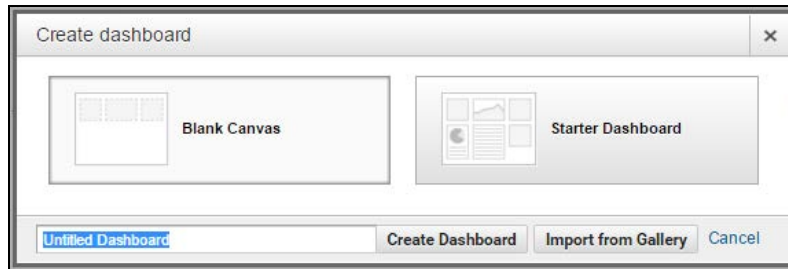 Create dashboard ×
Blank Canvas Starter Dashboard
Untitled Dashboard Create Dashboard Import from Gallery Cancel